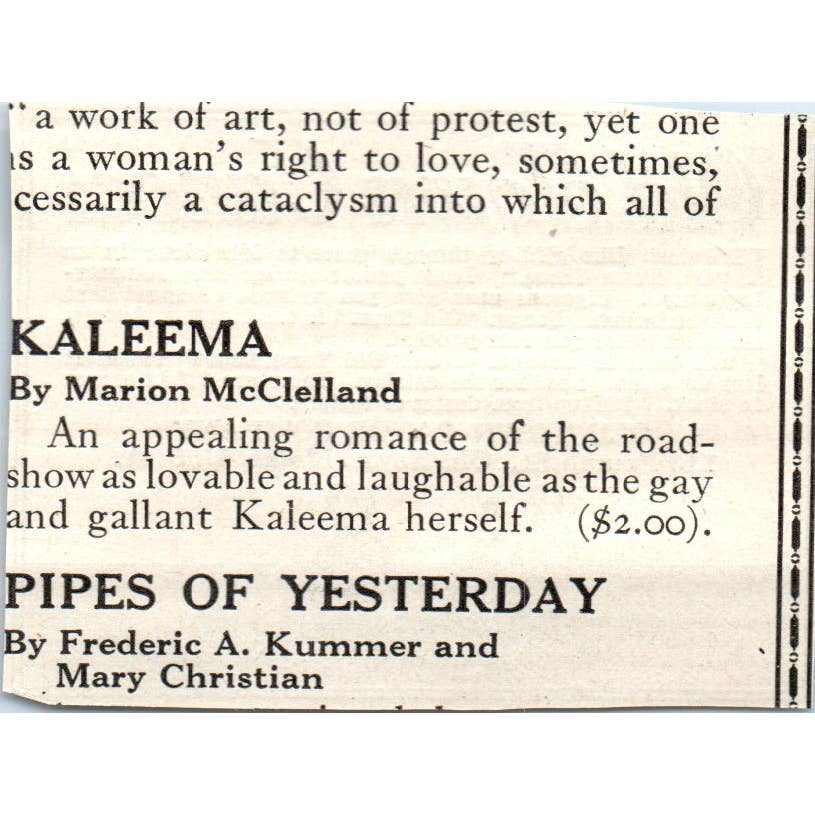 a work of art, not of protest, yet one
a woman's right to love, sometimes,
cessarily a cataclysm into which all of
KALEEMA
By Marion McClelland
An appealing romance of the road-
show as lovable and laughable as the gay
and gallant Kaleema herself. ($2.00).
PIPES OF YESTERDAY
By Frederic A. Kummer and
Mary Christian